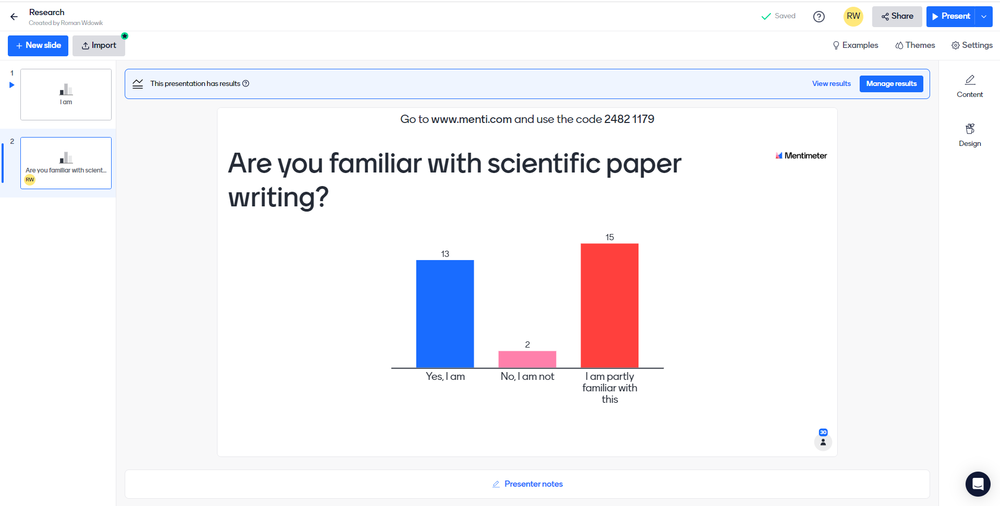 Research
Created by Roman Wdowik
Saved
RW
Share
Present
+ New slide
Import
Examples
Themes
Settings
1
I am
2
Are you familiar with scient...
RW
This presentation has results
View results
Manage results
Content
Design
Go to www.menti.com and use the code 2482 1179
Are you familiar with scientific paper
writing?
Mentimeter
13
2
15
Yes, I am
No, I am not
I am partly
familiar with
this
30
Presenter notes